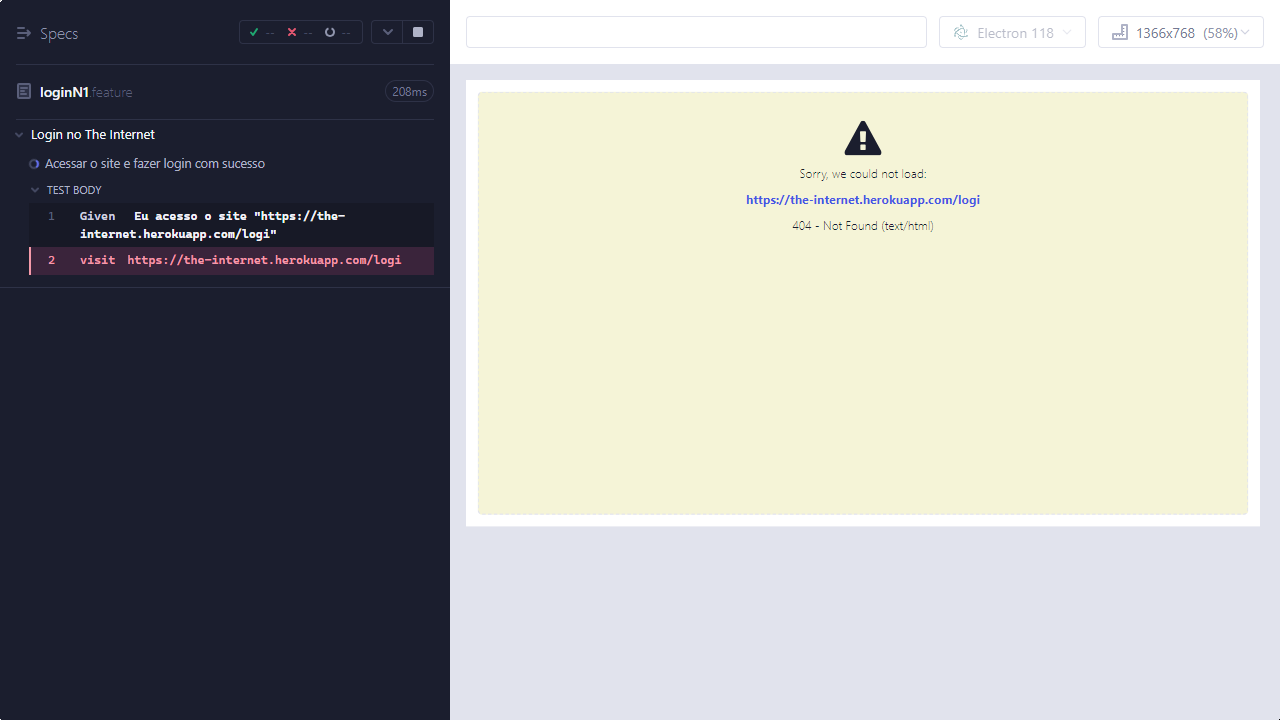 Specs
-- -- --
loginN1.feature
208ms
Login no The Internet
Acessar o site e fazer login com sucesso
TEST BODY
1 Given Eu acesso o site "https://the-
internet.herokuapp.com/logi"
2 visit https://the-internet.herokuapp.com/logi
Electron 118
1366x768 (58%)
Sorry, we could not load:
https://the-internet.herokuapp.com/logi
404 - Not Found (text/html)